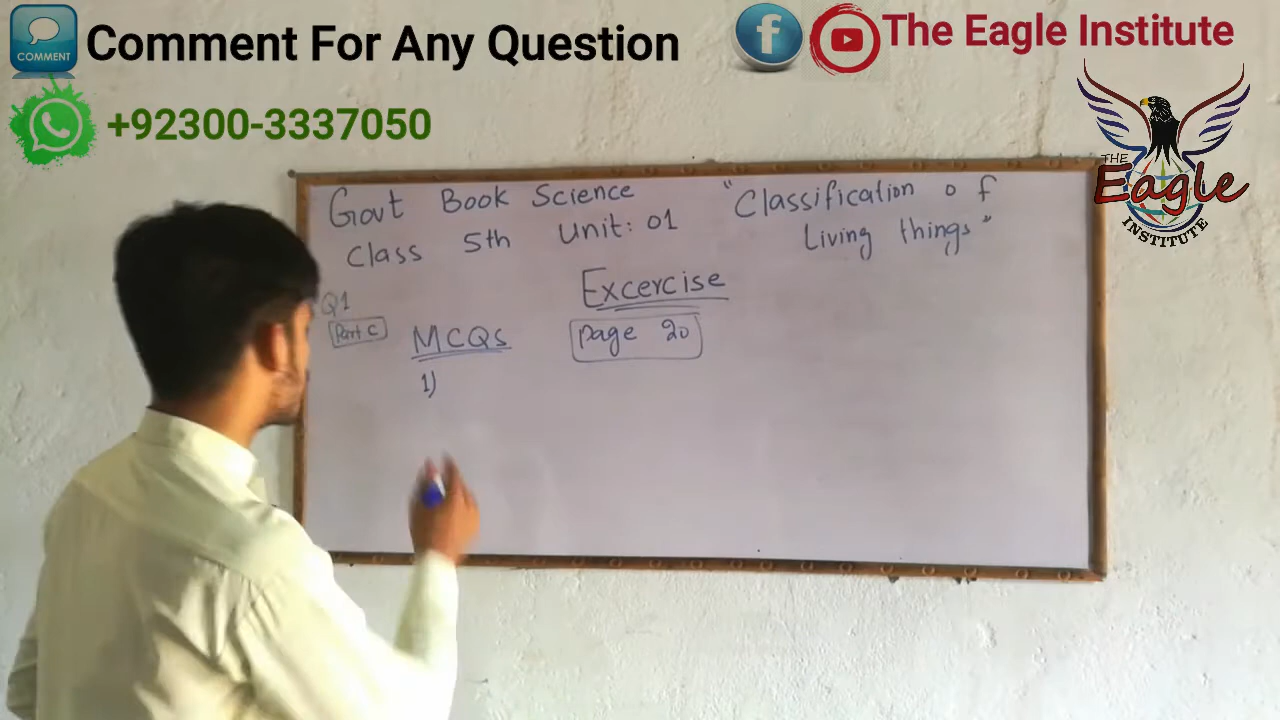 COMMENT
Comment For Any Question
The Eagle Institute
+92300-3337050
THE
Eagle
INSTITUTE
Govt Book Science
"Classification of
Class 5th Unit: 01
Living things"
Excercise
Q1
Part C
MCQs
Page 20
1)